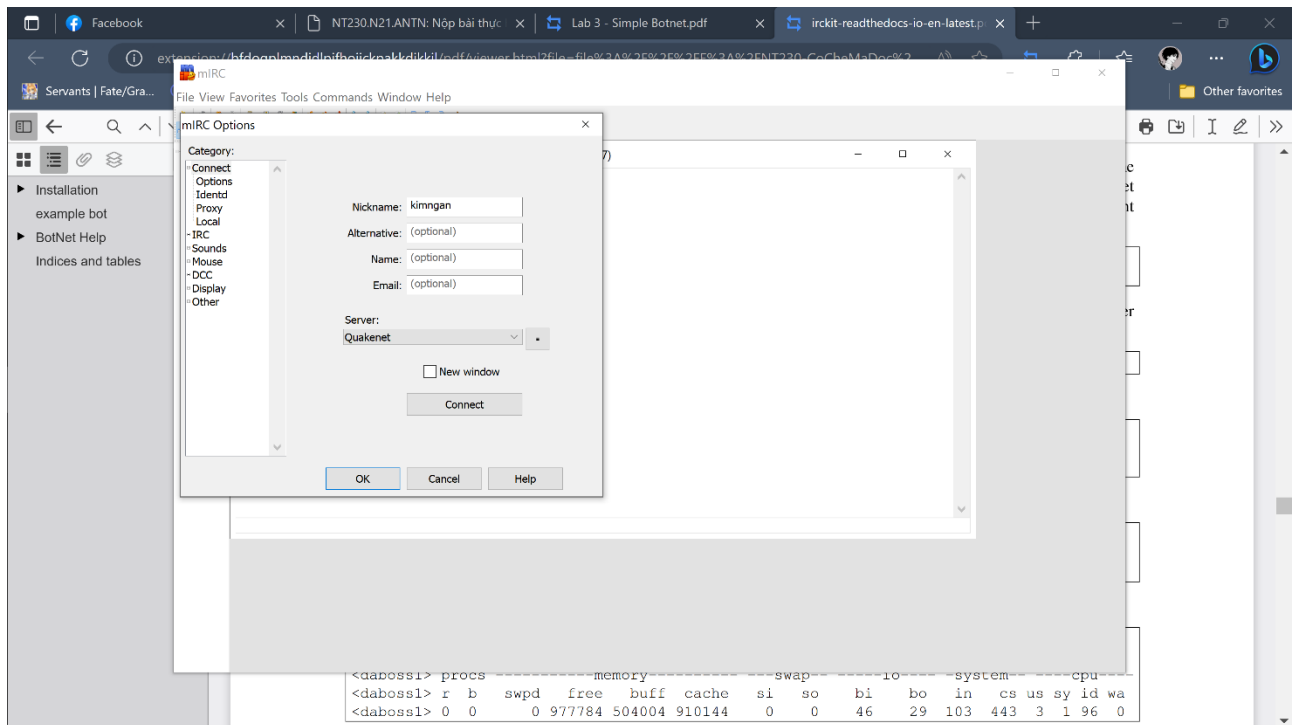 Facebook
NT230.N21.ANTN: Nộp bài thực
Lab 3 - Simple Botnet.pdf
irckit-readthedocs-io-en-latest.p
Servants | Fate/Gra...
Other favorites
mIRC
File View Favorites Tools Commands Window Help
Installation
example bot
BotNet Help
Indices and tables
mIRC Options
Category:
Connect
Options
Identd
Proxy
Local
IRC
Sounds
Mouse
DCC
Display
Other
Nickname: kimngan
Alternative: (optional)
Name: (optional)
Email: (optional)
Server:
Quakenet
New window
Connect
OK Cancel Help
7)
<daboss1> procs -----------memory---------- ---swap-- -----io---- -system-- ----cpu----
<daboss1> r b swpd free buff cache si so bi bo in cs us sy id wa
<daboss1> 0 0 0 977784 504004 910144 0 0 46 29 103 443 3 1 96 0